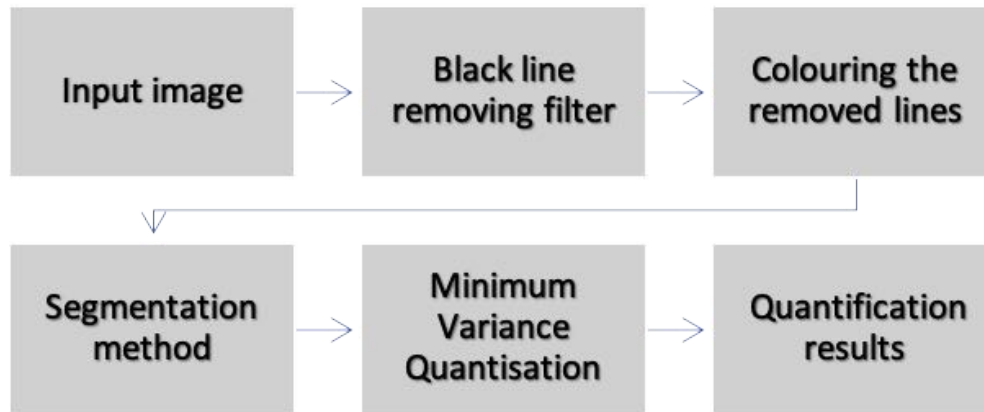 Input image
Black line
removing filter
Colouring the
removed lines
Segmentation
method
Minimum
Variance
Quantisation
Quantification
results